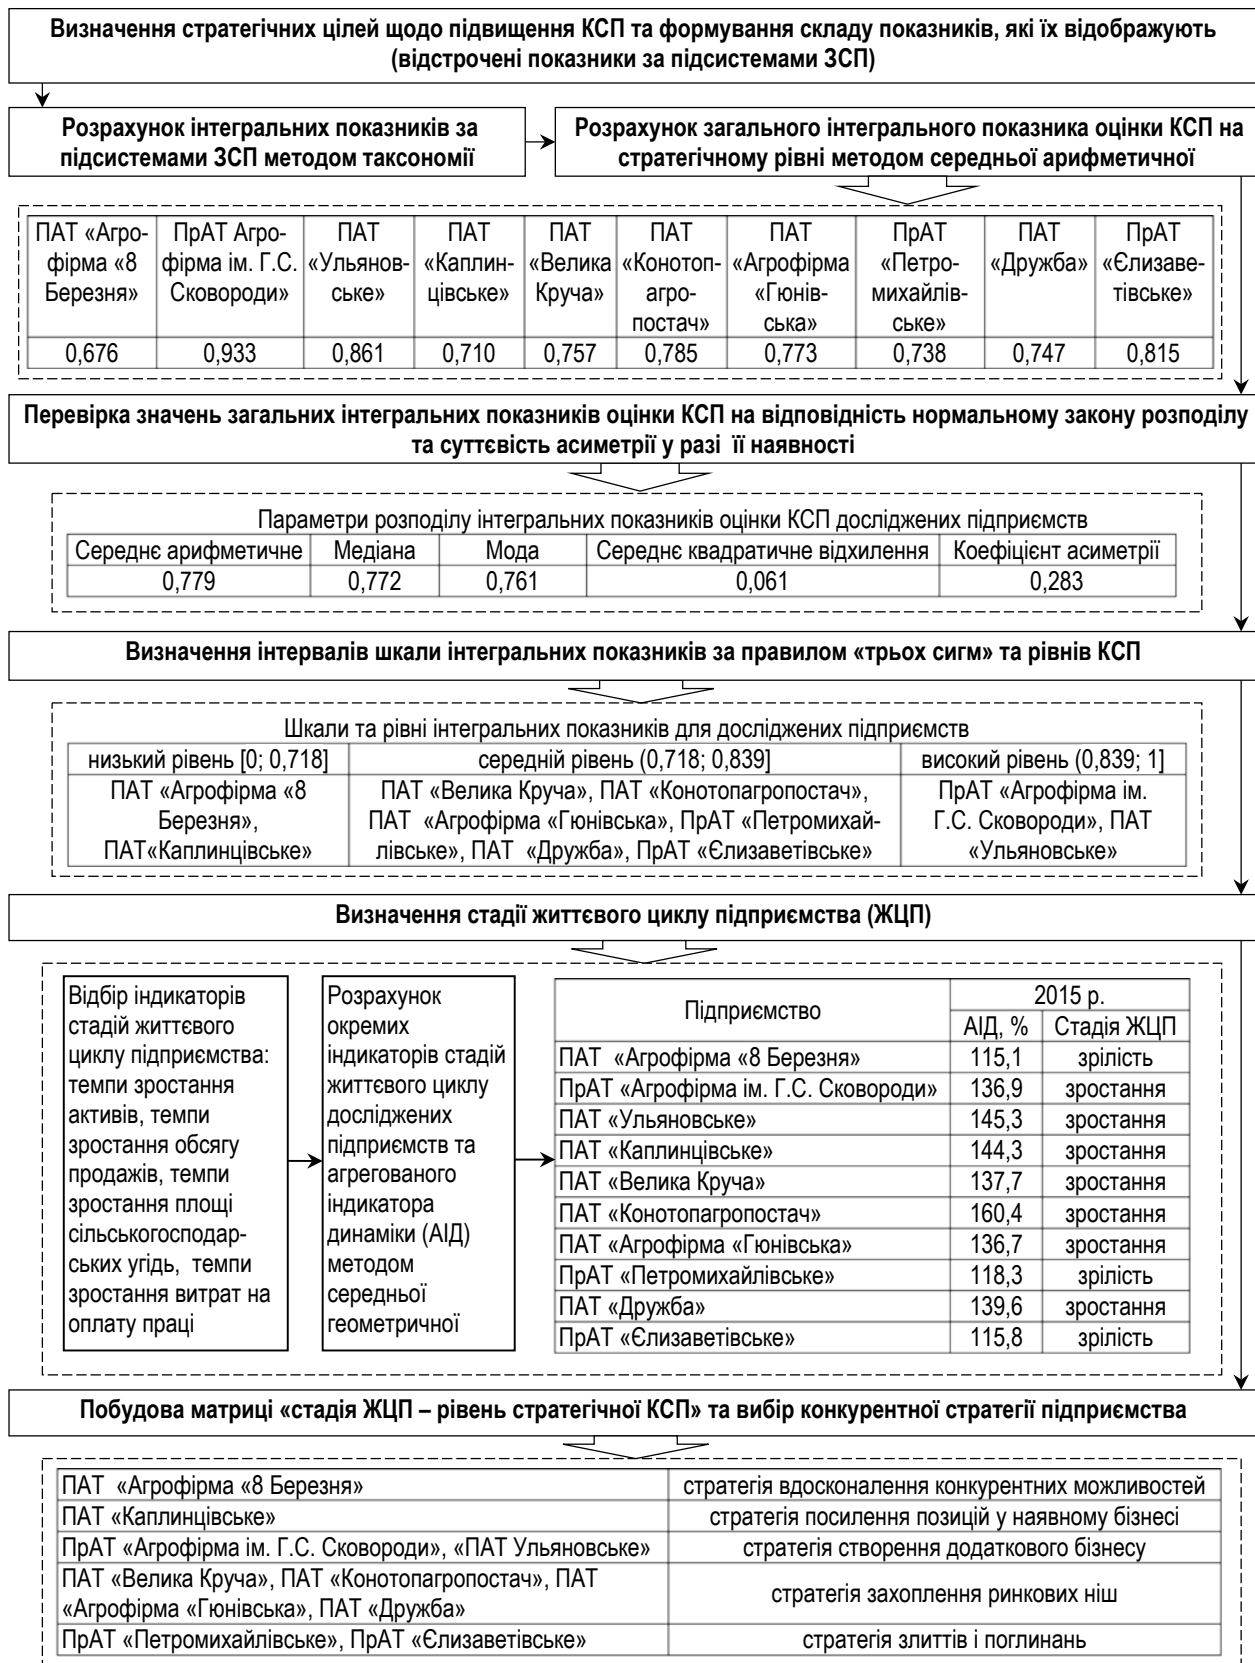 Визначення стратегічних цілей щодо підвищення КСП та формування складу показників, які їх відображують
(відстрочені показники за підсистемами ЗСП)
Розрахунок інтегральних показників за
підсистемами ЗСП методом таксономії
Розрахунок загального інтегрального показника оцінки КСП на
стратегічному рівні методом середньої арифметичної
ПАТ «Агро-
фірма «8
Березня»
ПрАТ Агро-
фірма ім. Г.С.
Сковороди»
ПАТ
«Ульянов-
ське»
ПАТ
«Каплин-
цівське»
ПАТ
«Велика
Круча»
ПАТ
«Конотоп-
агро-
постач»
ПАТ
«Агрофірма
«Гюнів-
ська»
ПрАТ
«Петро-
михайлів-
ське»
ПАТ
«Дружба»
ПрАТ
«Єлизаве-
тівське»
0,676 0,933 0,861 0,710 0,757 0,785 0,773 0,738 0,747 0,815
Перевірка значень загальних інтегральних показників оцінки КСП на відповідність нормальному закону розподілу
та суттєвість асиметрії у разі її наявності
Параметри розподілу інтегральних показників оцінки КСП досліджених підприємств
Середнє арифметичне Медіана Мода Середнє квадратичне відхилення Коефіцієнт асиметрії
0,779 0,772 0,761 0,061 0,283
Визначення інтервалів шкали інтегральних показників за правилом «трьох сигм» та рівнів КСП
Шкали та рівні інтегральних показників для досліджених підприємств
низький рівень [0; 0,718] середній рівень (0,718; 0,839] високий рівень (0,839; 1]
ПАТ «Агрофірма «8
Березня»,
ПАТ«Каплинцівське»
ПАТ «Велика Круча», ПАТ «Конотопагропостач»,
ПАТ «Агрофірма «Гюнівська», ПрАТ «Петромихай-
лівське», ПАТ «Дружба», ПрАТ «Єлизаветівське»
ПрАТ «Агрофірма ім.
Г.С. Сковороди», ПАТ
«Ульяновське»
Визначення стадії життєвого циклу підприємства (ЖЦП)
Відбір індикаторів
стадій життєвого
циклу підприємства:
темпи зростання
активів, темпи
зростання обсягу
продажів, темпи
зростання площі
сільськогосподар-
ських угідь, темпи
зростання витрат на
оплату праці
Розрахунок
окремих
індикаторів стадій
життєвого циклу
досліджених
підприємств та
агрегованого
індикатора
динаміки (АІД)
методом
середньої
геометричної
Підприємство 2015 р.
АІД, % Стадія ЖЦП
ПАТ «Агрофірма «8 Березня» 115,1 зрілість
ПрАТ «Агрофірма ім. Г.С. Сковороди» 136,9 зростання
ПАТ «Ульяновське» 145,3 зростання
ПАТ «Каплинцівське» 144,3 зростання
ПАТ «Велика Круча» 137,7 зростання
ПАТ «Конотопагропостач» 160,4 зростання
ПАТ «Агрофірма «Гюнівська» 136,7 зростання
ПрАТ «Петромихайлівське» 118,3 зрілість
ПАТ «Дружба» 139,6 зростання
ПрАТ «Єлизаветівське» 115,8 зрілість
Побудова матриці «стадія ЖЦП – рівень стратегічної КСП» та вибір конкурентної стратегії підприємства
ПАТ «Агрофірма «8 Березня» стратегія вдосконалення конкурентних можливостей
ПАТ «Каплинцівське» стратегія посилення позицій у наявному бізнесі
ПрАТ «Агрофірма ім. Г.С. Сковороди», «ПАТ Ульяновське» стратегія створення додаткового бізнесу
ПАТ «Велика Круча», ПАТ «Конотопагропостач», ПАТ
«Агрофірма «Гюнівська», ПАТ «Дружба»
стратегія захоплення ринкових ніш
ПрАТ «Петромихайлівське», ПрАТ «Єлизаветівське» стратегія злиттів і поглинань